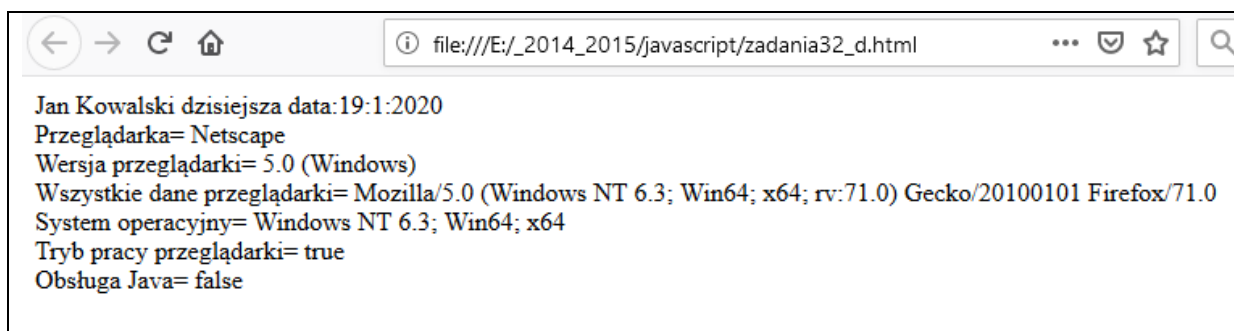 file:///E:/_2014_2015/javascript/zadania32_d.html
Jan Kowalski dzisiejsza data:19:1:2020
Przeglądarka= Netscape
Wersja przeglądarki= 5.0 (Windows)
Wszystkie dane przeglądarki= Mozilla/5.0 (Windows NT 6.3; Win64; x64; rv:71.0) Gecko/20100101 Firefox/71.0
System operacyjny= Windows NT 6.3; Win64; x64
Tryb pracy przeglądarki= true
Obsługa Java= false